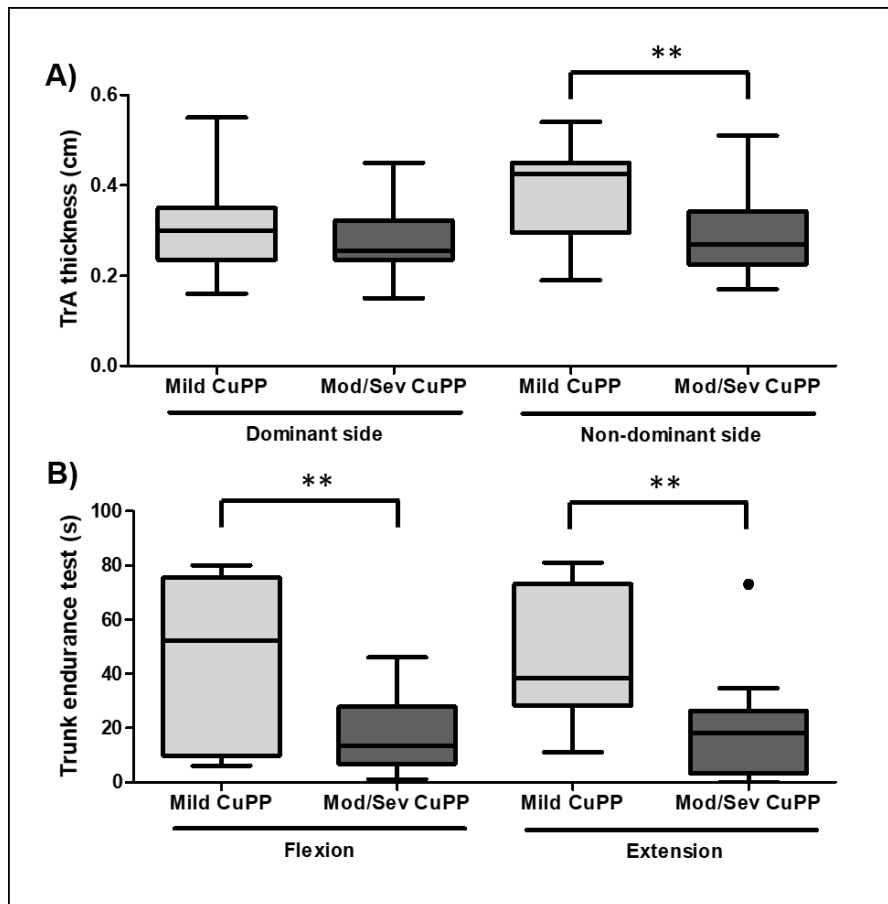 A)
**
TrA thickness (cm)
0.6
0.4
0.2
0.0
Mild CuPP Mod/Sev CuPP Mild CuPP Mod/Sev CuPP
Dominant side Non-dominant side
B)
** **
Trunk endurance test (s)
100
80
60
40
20
0
Mild CuPP Mod/Sev CuPP Mild CuPP Mod/Sev CuPP
Flexion Extension